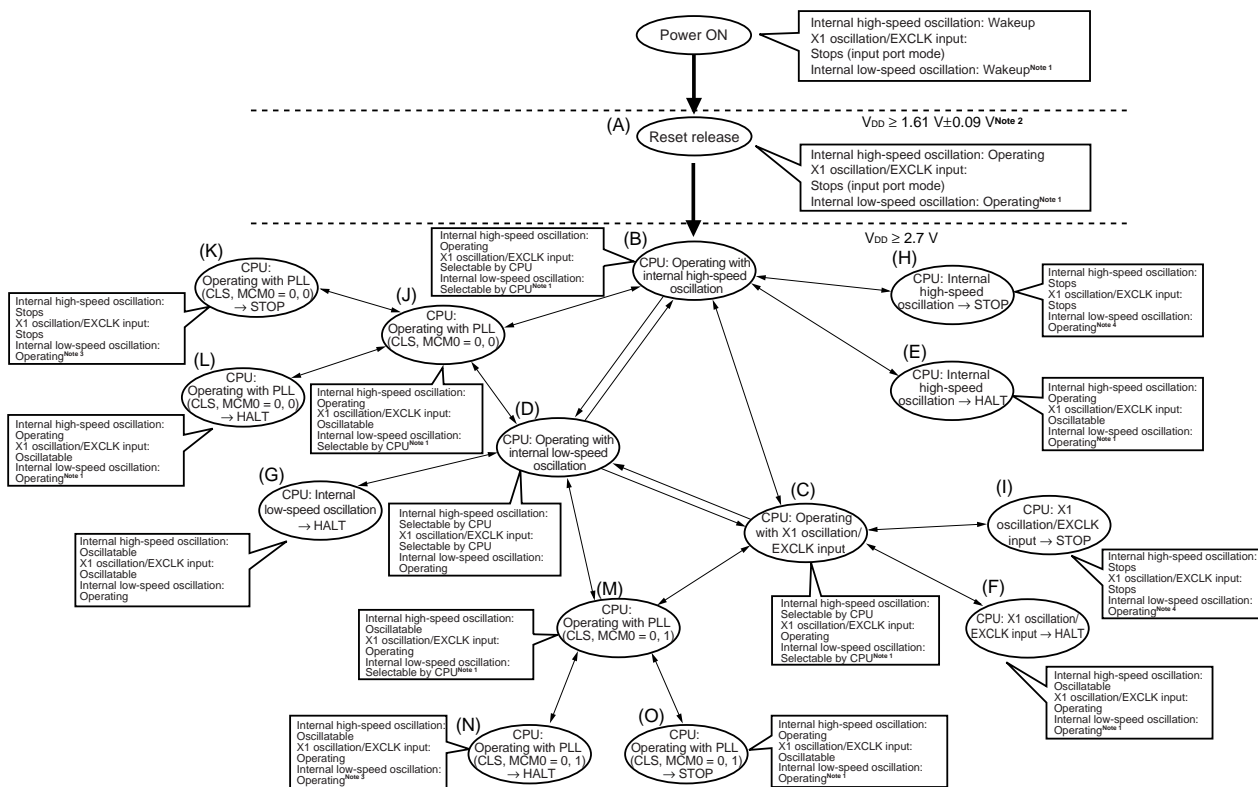 Power ON
Internal high-speed oscillation: Wakeup
X1 oscillation/EXCLK input:
Stops (input port mode)
Internal low-speed oscillation: Wakeup Note 1
VDD ≥ 1.61 V±0.09 V Note 2
(A)
Reset release
Internal high-speed oscillation: Operating
X1 oscillation/EXCLK input:
Stops (input port mode)
Internal low-speed oscillation: Operating Note 1
VDD ≥ 2.7 V
(B)
CPU: Operating with
internal high-speed
oscillation
Internal high-speed oscillation:
Operating
X1 oscillation/EXCLK input:
Selectable by CPU
Internal low-speed oscillation:
Selectable by CPU Note 1
(H)
CPU: Internal
high-speed
oscillation → STOP
Internal high-speed oscillation:
Stops
X1 oscillation/EXCLK input:
Stops
Internal low-speed oscillation:
Operating Note 4
(K)
CPU:
Operating with PLL
(CLS, MCM0 = 0, 0)
→ STOP
Internal high-speed oscillation:
Stops
X1 oscillation/EXCLK input:
Stops
Internal low-speed oscillation:
Operating Note 3
(J)
CPU:
Operating with PLL
(CLS, MCM0 = 0, 0)
Internal high-speed oscillation:
Operating
X1 oscillation/EXCLK input:
Oscillatable
Internal low-speed oscillation:
Selectable by CPU Note 1
(E)
CPU: Internal
high-speed
oscillation → HALT
Internal high-speed oscillation:
Operating
X1 oscillation/EXCLK input:
Oscillatable
Internal low-speed oscillation:
Operating Note 1
(L)
CPU:
Operating with PLL
(CLS, MCM0 = 0, 0)
→ HALT
Internal high-speed oscillation:
Operating
X1 oscillation/EXCLK input:
Oscillatable
Internal low-speed oscillation:
Operating Note 1
(D)
CPU: Operating with
internal low-speed
oscillation
Internal high-speed oscillation:
Selectable by CPU
X1 oscillation/EXCLK input:
Selectable by CPU
Internal low-speed oscillation:
Operating
(G)
CPU: Internal
low-speed oscillation
→ HALT
Internal high-speed oscillation:
Oscillatable
X1 oscillation/EXCLK input:
Oscillatable
Internal low-speed oscillation:
Operating
(C)
CPU: Operating
with X1 oscillation/
EXCLK input
Internal high-speed oscillation:
Selectable by CPU
X1 oscillation/EXCLK input:
Operating
Internal low-speed oscillation:
Selectable by CPU Note 1
(I)
CPU: X1
oscillation/EXCLK
input → STOP
Internal high-speed oscillation:
Stops
X1 oscillation/EXCLK input:
Stops
Internal low-speed oscillation:
Operating Note 4
(F)
CPU: X1 oscillation/
EXCLK input → HALT
Internal high-speed oscillation:
Oscillatable
X1 oscillation/EXCLK input:
Operating
Internal low-speed oscillation:
Operating Note 1
(M)
CPU:
Operating with PLL
(CLS, MCM0 = 0, 1)
Internal high-speed oscillation:
Oscillatable
X1 oscillation/EXCLK input:
Operating
Internal low-speed oscillation:
Selectable by CPU Note 1
(N)
CPU:
Operating with PLL
(CLS, MCM0 = 0, 1)
→ HALT
Internal high-speed oscillation:
Oscillatable
X1 oscillation/EXCLK input:
Operating
Internal low-speed oscillation:
Operating Note 3
(O)
CPU:
Operating with PLL
(CLS, MCM0 = 0, 1)
→ STOP
Internal high-speed oscillation:
Operating
X1 oscillation/EXCLK input:
Oscillatable
Internal low-speed oscillation:
Operating Note 1